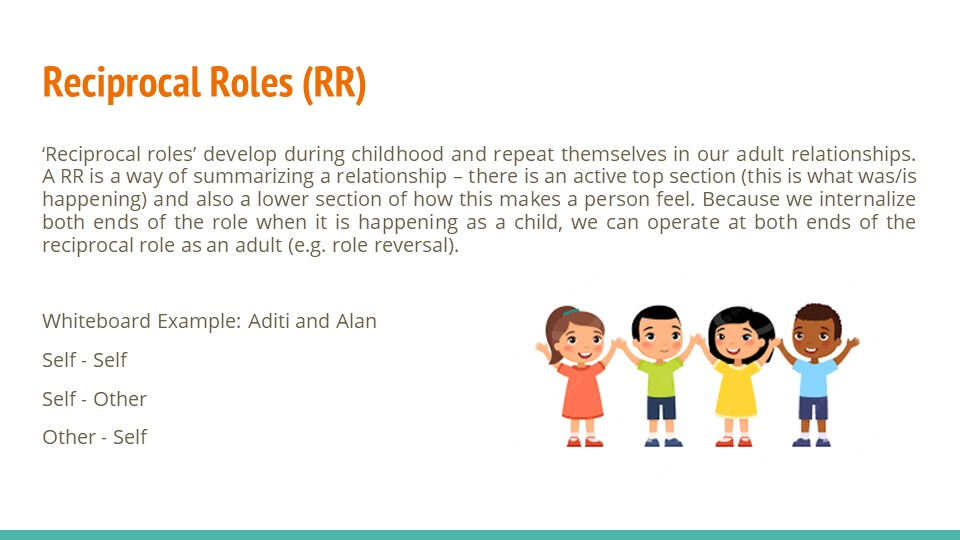 Reciprocal Roles (RR)
‘Reciprocal roles’ develop during childhood and repeat themselves in our adult relationships.
A RR is a way of summarizing a relationship – there is an active top section (this is what was/is
happening) and also a lower section of how this makes a person feel. Because we internalize
both ends of the role when it is happening as a child, we can operate at both ends of the
reciprocal role as an adult (e.g. role reversal).
Whiteboard Example: Aditi and Alan
Self - Self
Self - Other
Other - Self